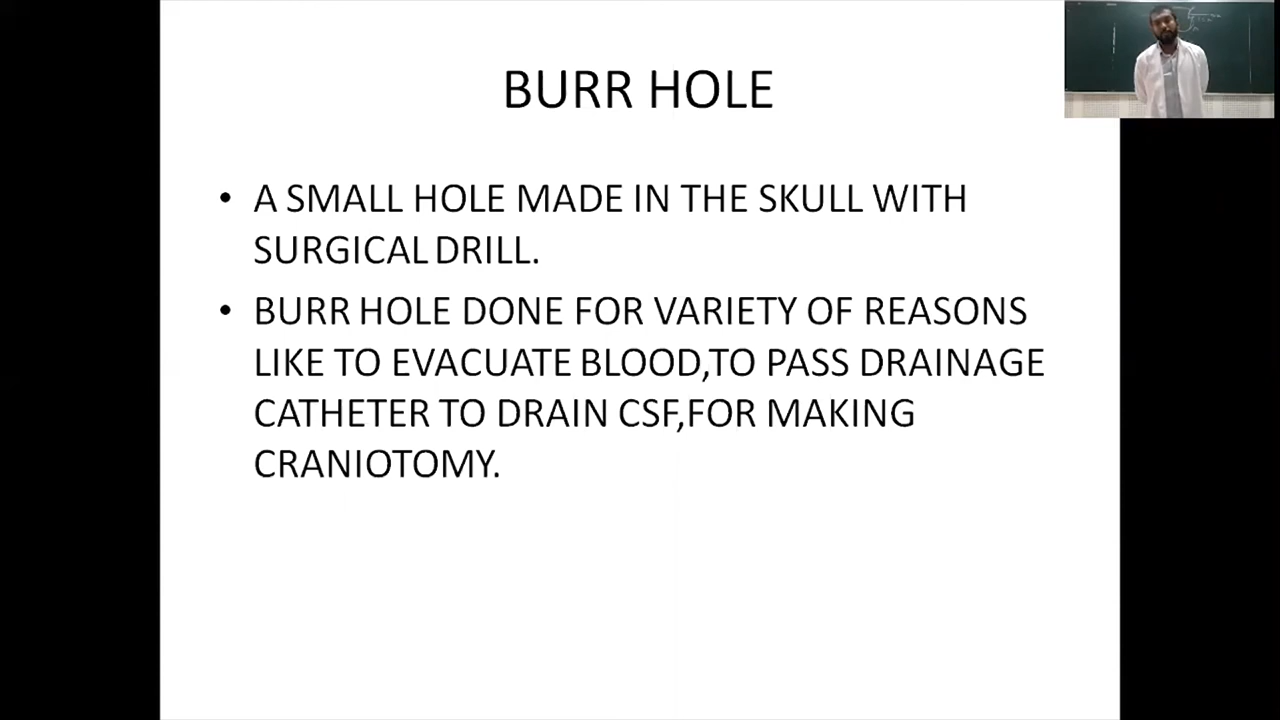 BURR HOLE
• A SMALL HOLE MADE IN THE SKULL WITH
SURGICAL DRILL.
• BURR HOLE DONE FOR VARIETY OF REASONS
LIKE TO EVACUATE BLOOD,TO PASS DRAINAGE
CATHETER TO DRAIN CSF,FOR MAKING
CRANIOTOMY.